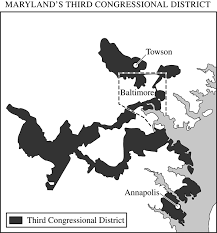 MARYLAND'S THIRD CONGRESSIONAL DISTRICT
Towson
Baltimore
Annapolis
Third Congressional District